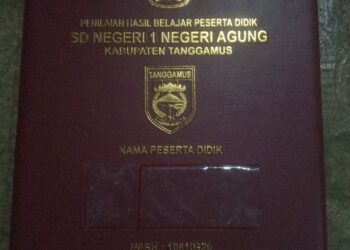 PENILAIAN HASIL BELAJAR PESERTA DIDIK
SD NEGERI 1 NEGERI AGUNG
KABUPATEN TANGGAMUS
TANGGAMUS
NAMA PESERTA DIDIK